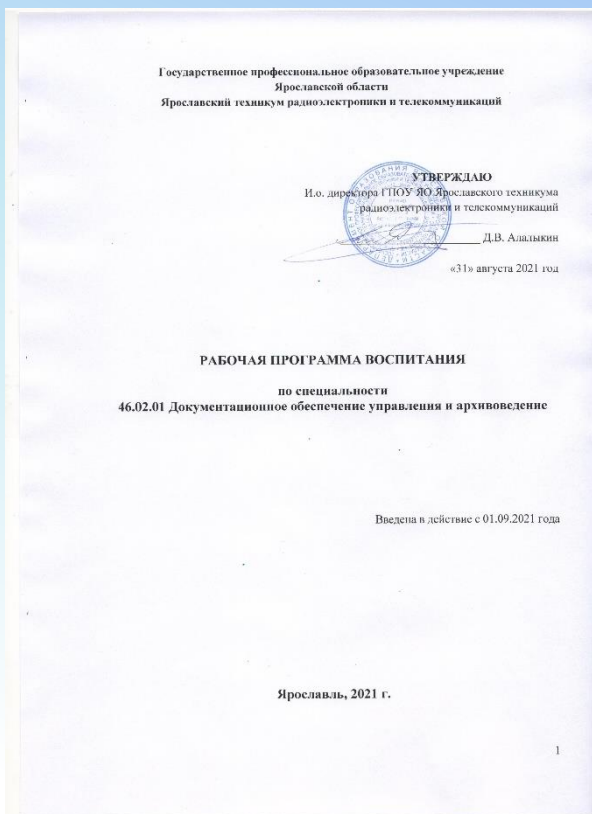 Государственное профессиональное образовательное учреждение
Ярославской области
Ярославский техникум радиоэлектроники и телекоммуникаций
УТВЕРЖДАЮ
И.о. директора ГПОУ ЯО Ярославского техникума
радиоэлектроники и телекоммуникаций
Д.В. Алалыкин
«31» августа 2021 год
РАБОЧАЯ ПРОГРАММА ВОСПИТАНИЯ
по специальности
46.02.01 Документационное обеспечение управления и архивоведение
Введена в действие с 01.09.2021 года
Ярославль, 2021 г.
1